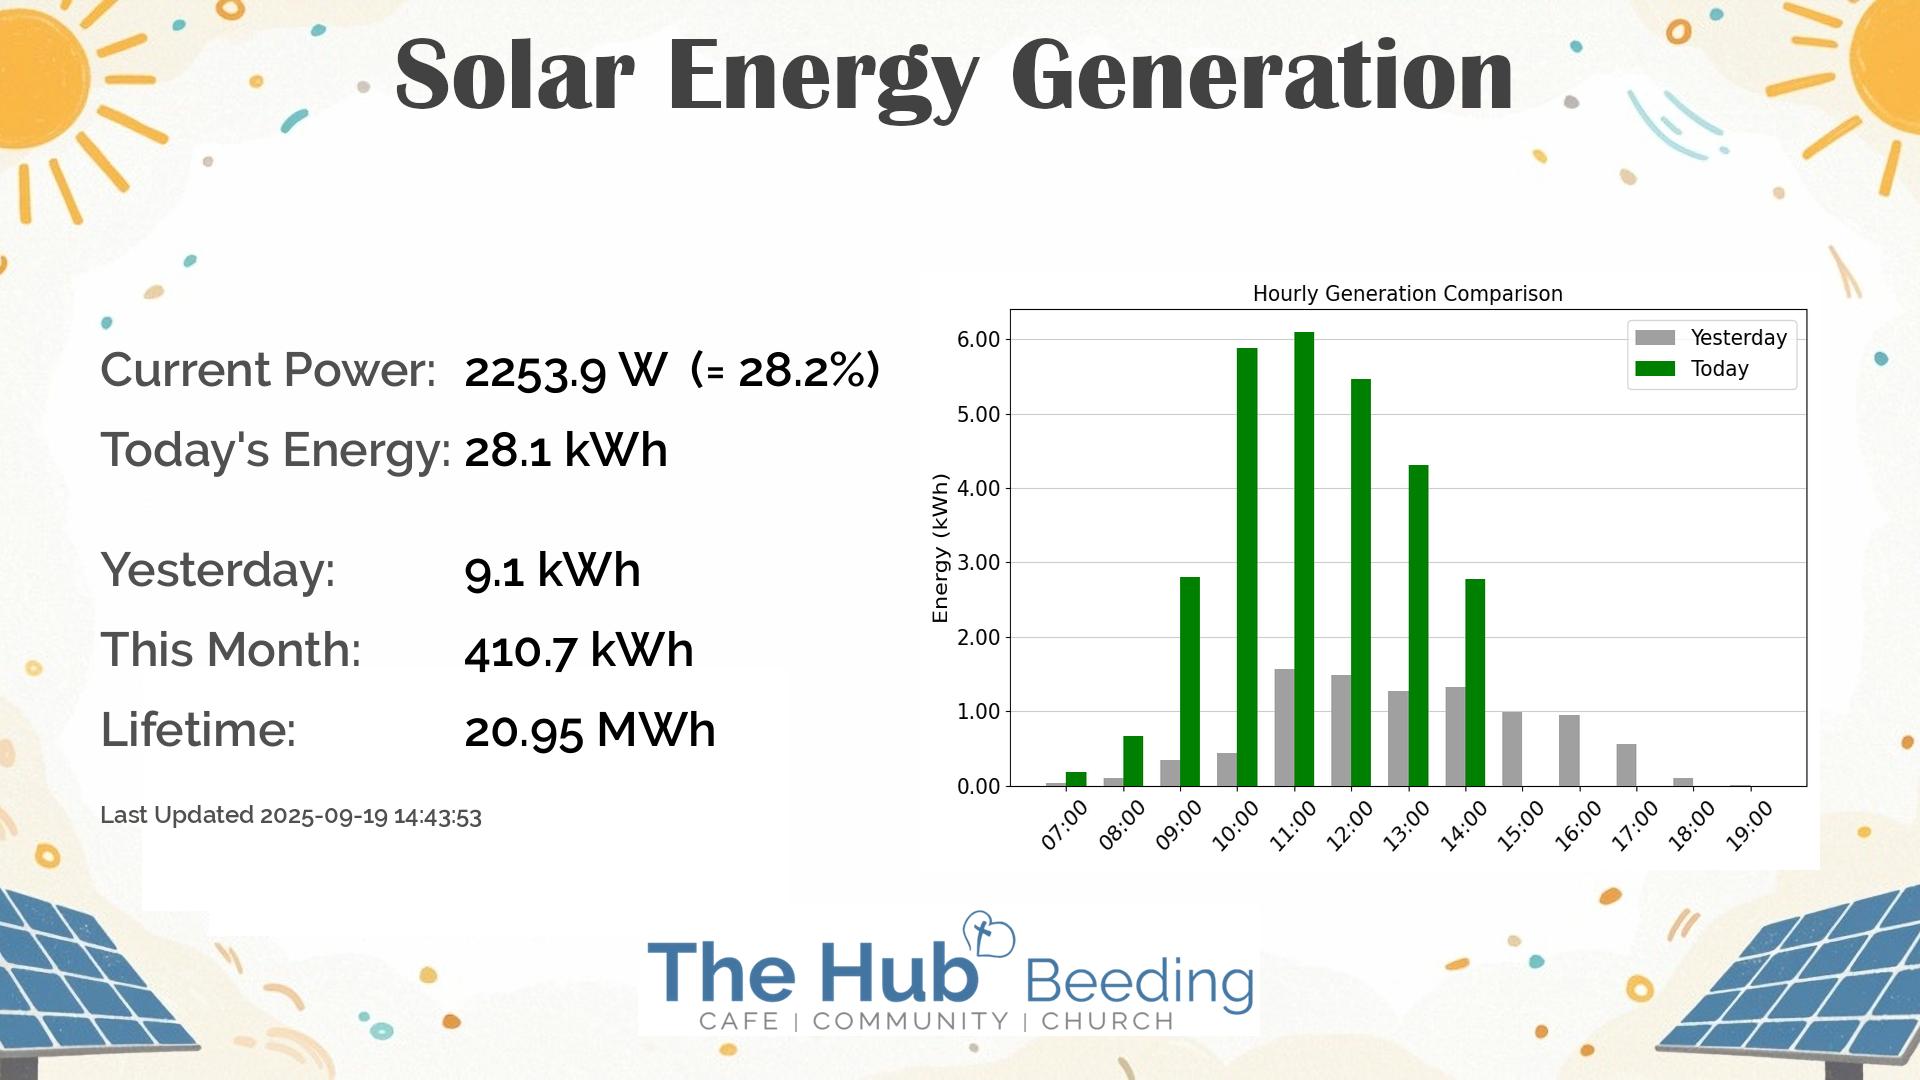 Solar Energy Generation
Current Power: 2253.9 W (= 28.2%)
Today's Energy: 28.1 kWh
Yesterday: 9.1 kWh
This Month: 410.7 kWh
Lifetime: 20.95 MWh
Last Updated 2025-09-19 14:43:53
Hourly Generation Comparison
Yesterday
Today
Energy (kWh)
6.00
5.00
4.00
3.00
2.00
1.00
0.00
07:00 08:00 09:00 10:00 11:00 12:00 13:00 14:00 15:00 16:00 17:00 18:00 19:00
The Hub Beeding
CAFE | COMMUNITY | CHURCH